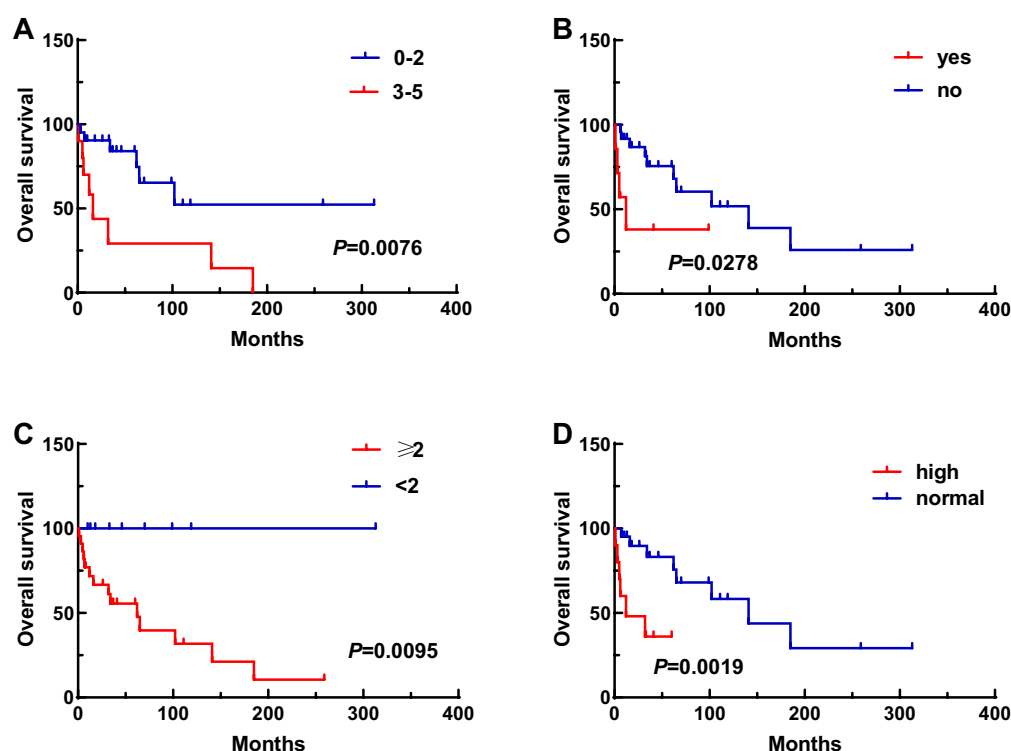 A
150
100
50
0
0 100 200 300 400
Overall survival
Months
0-2
3-5
P=0.0076
B
150
100
50
0
0 100 200 300 400
Overall survival
Months
yes
no
P=0.0278
C
150
100
50
0
0 100 200 300 400
Overall survival
Months
⩾2
<2
P=0.0095
D
150
100
50
0
0 100 200 300 400
Overall survival
Months
high
normal
P=0.0019